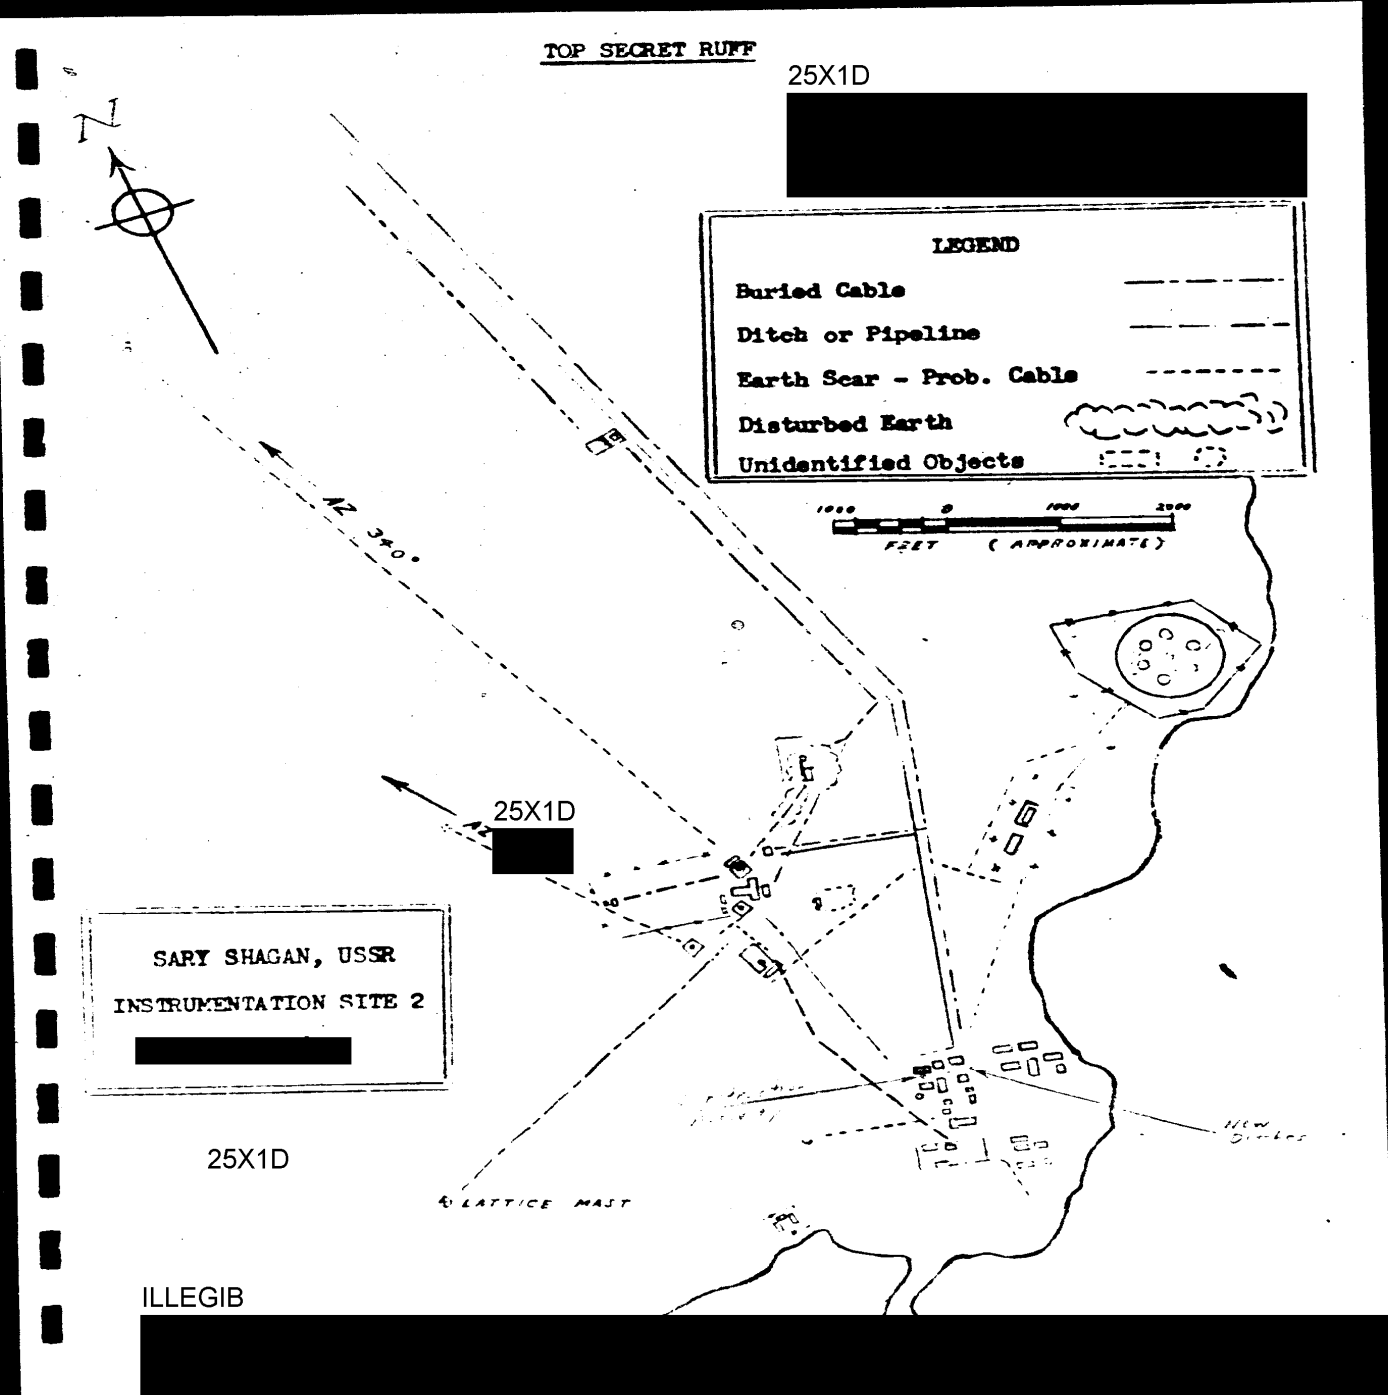 TOP SECRET RUFF
25X1D
N
LEGEND
Buried Cable
Ditch or Pipeline
Earth Scar - Prob. Cable
Disturbed Earth
Unidentified Objects
1000 0 1000 2000
FEET (APPROXIMATE)
AZ 340°
25X1D
AZ
SARY SHAGAN, USSR
INSTRUMENTATION SITE 2
25X1D
NEW
LATTICE MAST
ILLEGIB